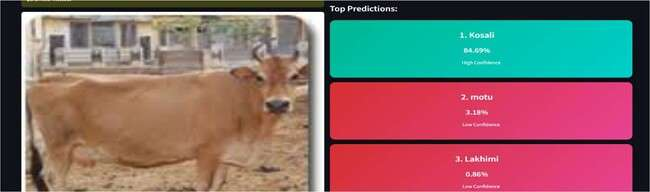 Top Predictions:
1. Kosali
84.69%
High Confidence
2. motu
3.18%
Low Confidence
3. Lakhimi
0.86%
Low Confidence